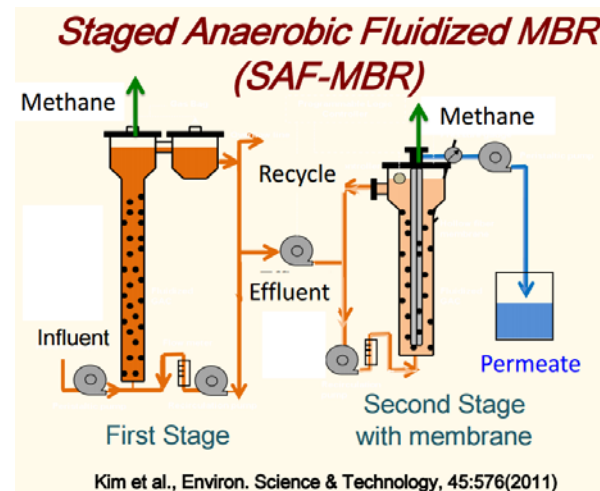 Staged Anaerobic Fluidized MBR
(SAF-MBR)
Methane
Methane
Recycle
Effluent
Influent
Permeate
First Stage
Second Stage
with membrane
Kim et al., Environ. Science & Technology, 45:576(2011)